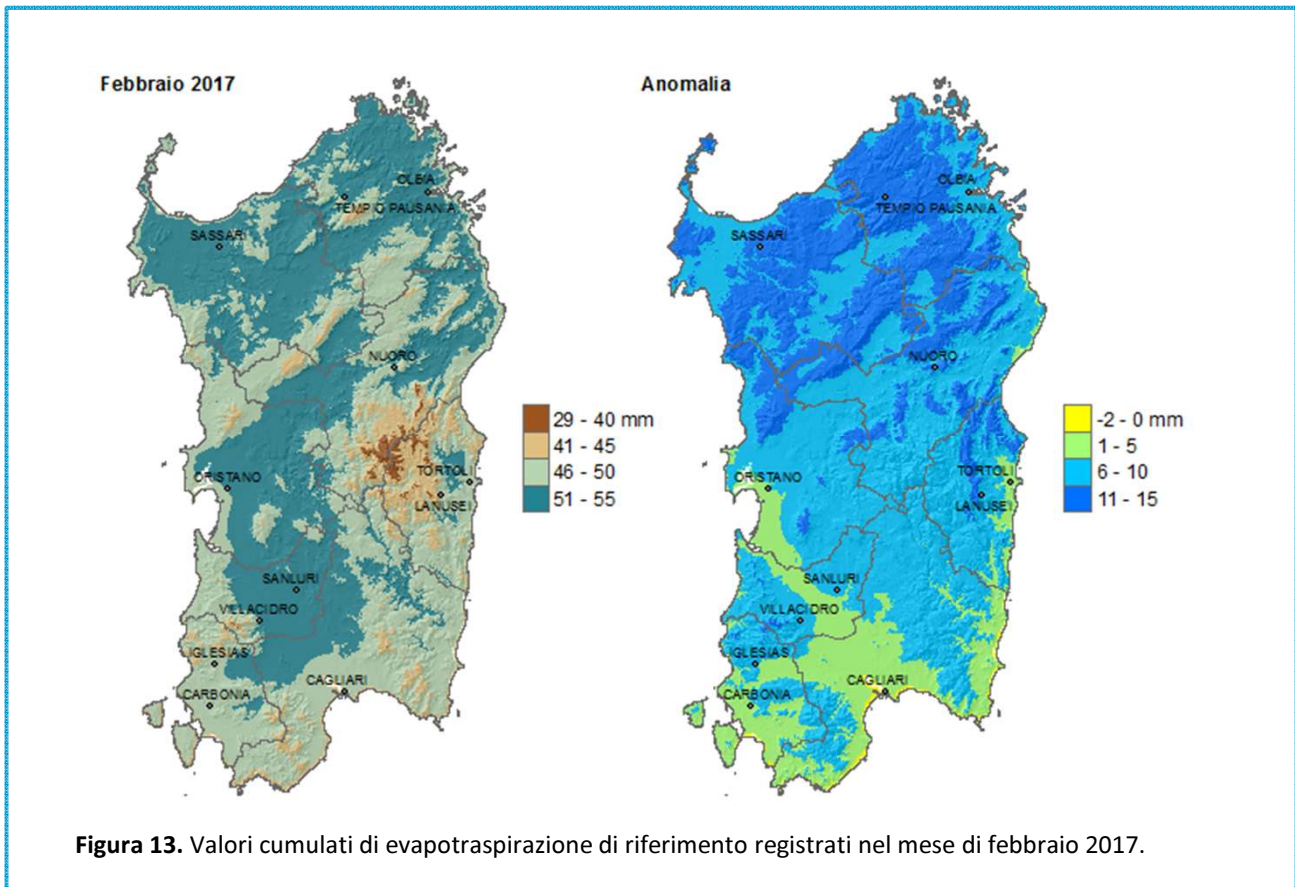 Febbraio 2017
OLBIA
TEMPIO PAUSANIA
SASSARI
NUORO
TORTOLI
ORISTANO
LANUSEI
SANLURI
VILLACIDRO
IGLESIAS
CAGLIARI
CARBONIA
29 - 40 mm
41 - 45
46 - 50
51 - 55
Anomalia
OLBIA
TEMPIO PAUSANIA
SASSARI
NUORO
TORTOLI
ORISTANO
LANUSEI
SANLURI
VILLACIDRO
IGLESIAS
CAGLIARI
CARBONIA
-2 - 0 mm
1 - 5
6 - 10
11 - 15
Figura 13. Valori cumulati di evapotraspirazione di riferimento registrati nel mese di febbraio 2017.